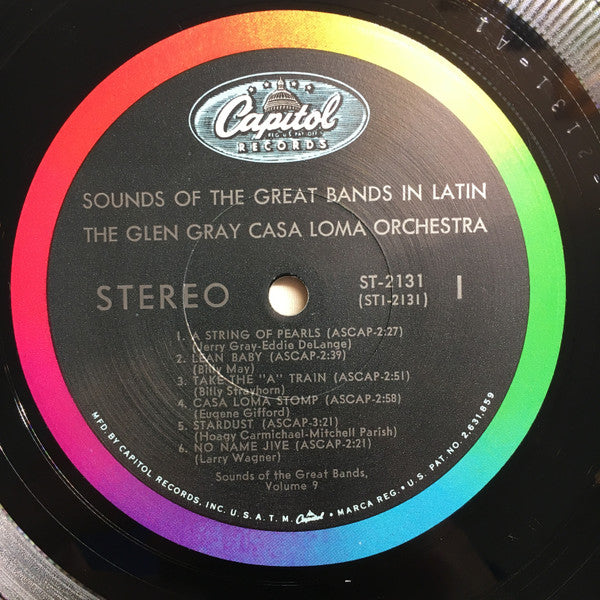 Capitol
REG. U.S. PAT. OFF.
RECORDS
SOUNDS OF THE GREAT BANDS IN LATIN
THE GLEN GRAY CASA LOMA ORCHESTRA
STEREO
ST-2131
(ST1-2131)
1
1. A STRING OF PEARLS (ASCAP-2:27)
(Jerry Gray-Eddie DeLange)
2. LEAN BABY (ASCAP-2:39)
(Billy May)
3. TAKE THE "A" TRAIN (ASCAP-2:51)
(Billy Strayhorn)
4. CASA LOMA STOMP (ASCAP-2:58)
(Eugene Gifford)
5. STARDUST (ASCAP-3:21)
(Hoagy Carmichael-Mitchell Parish)
6. NO NAME JIVE (ASCAP-2:21)
(Larry Wagner)
Sounds of the Great Bands,
Volume 9
MFD. BY CAPITOL RECORDS, INC. U.S.A. T.M. Capitol • MARCA REG. • U.S. PAT. NO. 2,631,859